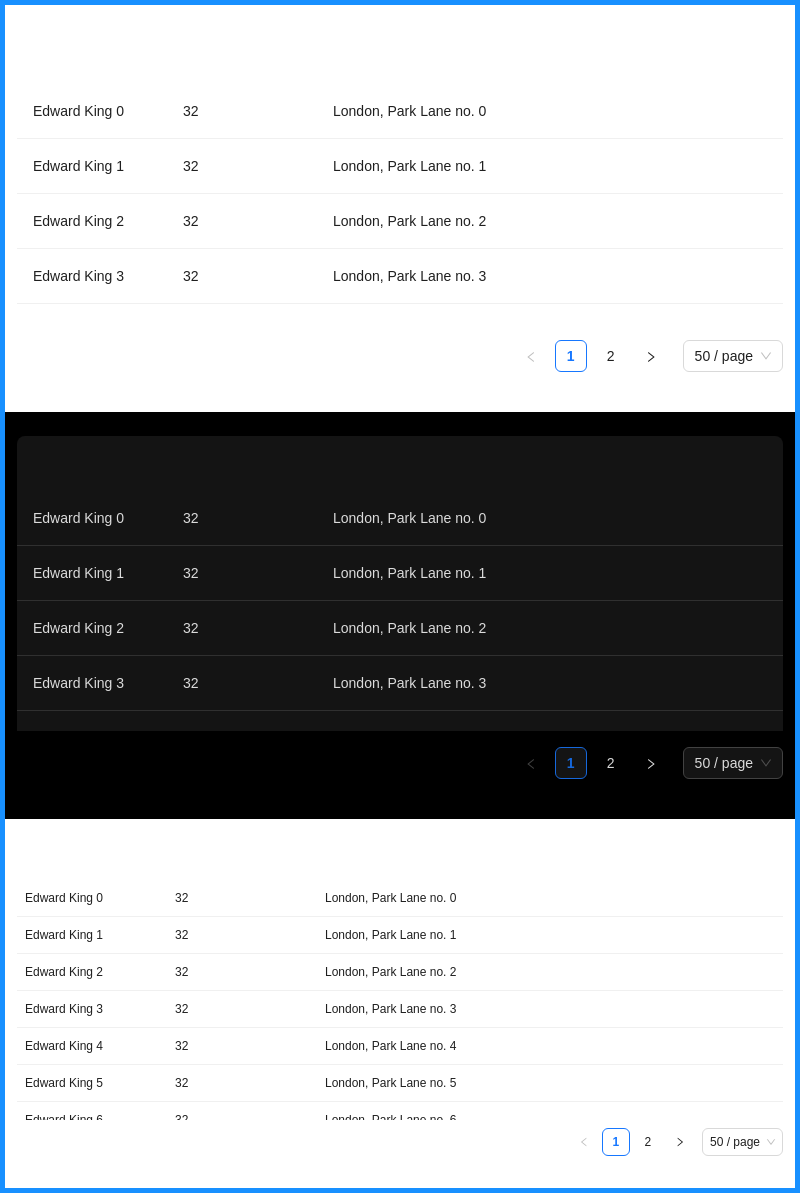 Edward King 0 32 London, Park Lane no. 0
Edward King 1 32 London, Park Lane no. 1
Edward King 2 32 London, Park Lane no. 2
Edward King 3 32 London, Park Lane no. 3
1 2 50 / page
Edward King 0 32 London, Park Lane no. 0
Edward King 1 32 London, Park Lane no. 1
Edward King 2 32 London, Park Lane no. 2
Edward King 3 32 London, Park Lane no. 3
1 2 50 / page
Edward King 0 32 London, Park Lane no. 0
Edward King 1 32 London, Park Lane no. 1
Edward King 2 32 London, Park Lane no. 2
Edward King 3 32 London, Park Lane no. 3
Edward King 4 32 London, Park Lane no. 4
Edward King 5 32 London, Park Lane no. 5
Edward King 6 32 London, Park Lane no. 6
1 2 50 / page